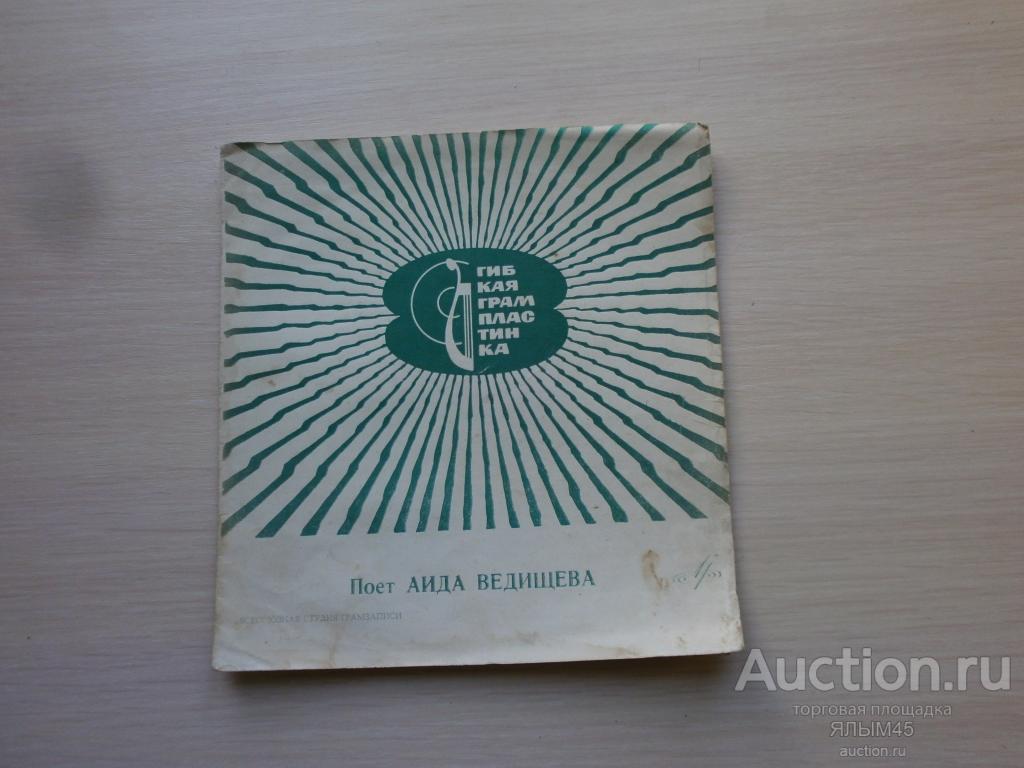 ГИБ
КАЯ
ГРАМ
ПЛАС
ТИН
КА
Поет АИДА ВЕДИЩЕВА
ВСЕСОЮЗНАЯ СТУДИЯ ГРАМЗАПИСИ
Auction.ru
торговая площадка
ЯЛЫМ45
auction.ru